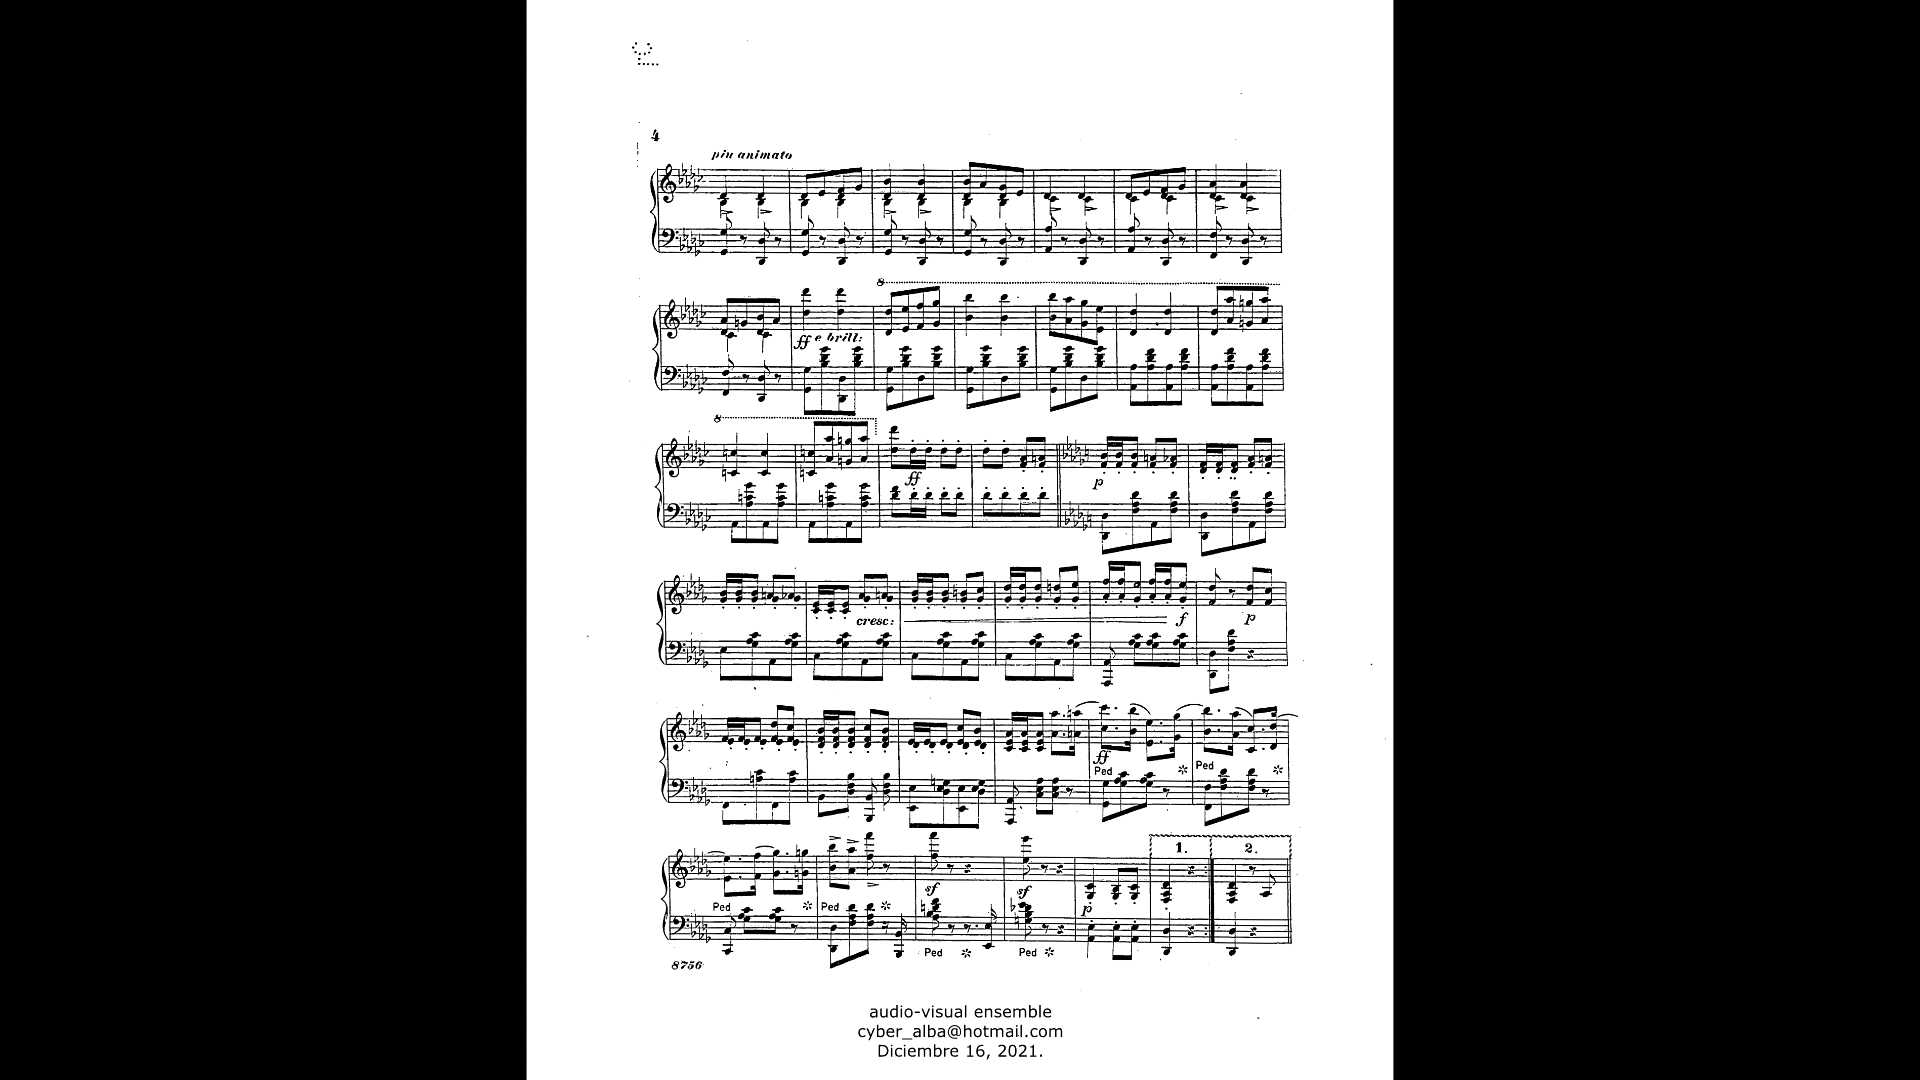 4
più animato
8
ff e brill:
8
ff
p
cresc:
f
p
ff
Ped * Ped *
1. 2.
sf sf
p
Ped * Ped *
Ped * Ped *
8756
audio-visual ensemble
cyber_alba@hotmail.com
Diciembre 16, 2021.